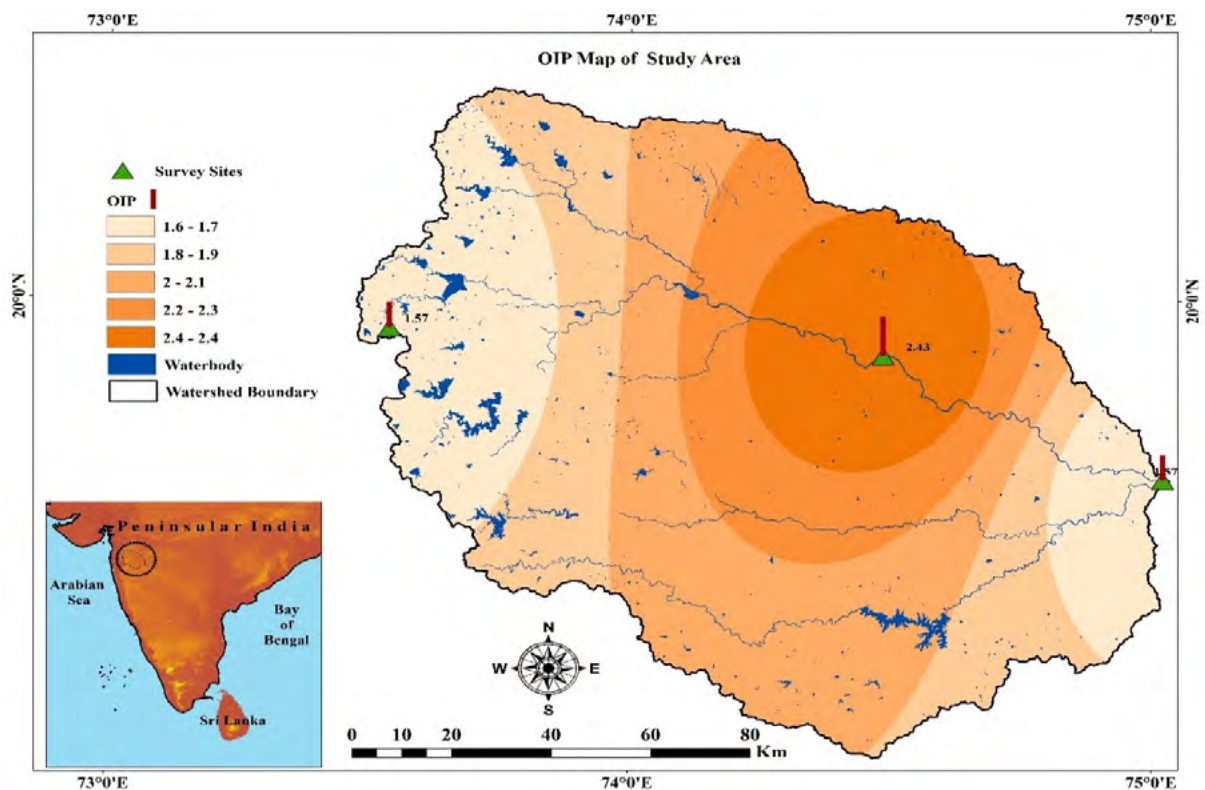 73°0'E 74°0'E 75°0'E
OIP Map of Study Area
Survey Sites
OIP
1.6 - 1.7
1.8 - 1.9
2 - 2.1
2.2 - 2.3
2.4 - 2.4
Waterbody
Watershed Boundary
20°0'N
20°0'N
1.57
2.43
Peninsular India
Arabian
Sea
Bay
of
Bengal
Sri Lanka
N
W E
S
0 10 20 40 60 80
Km
73°0'E 74°0'E 75°0'E